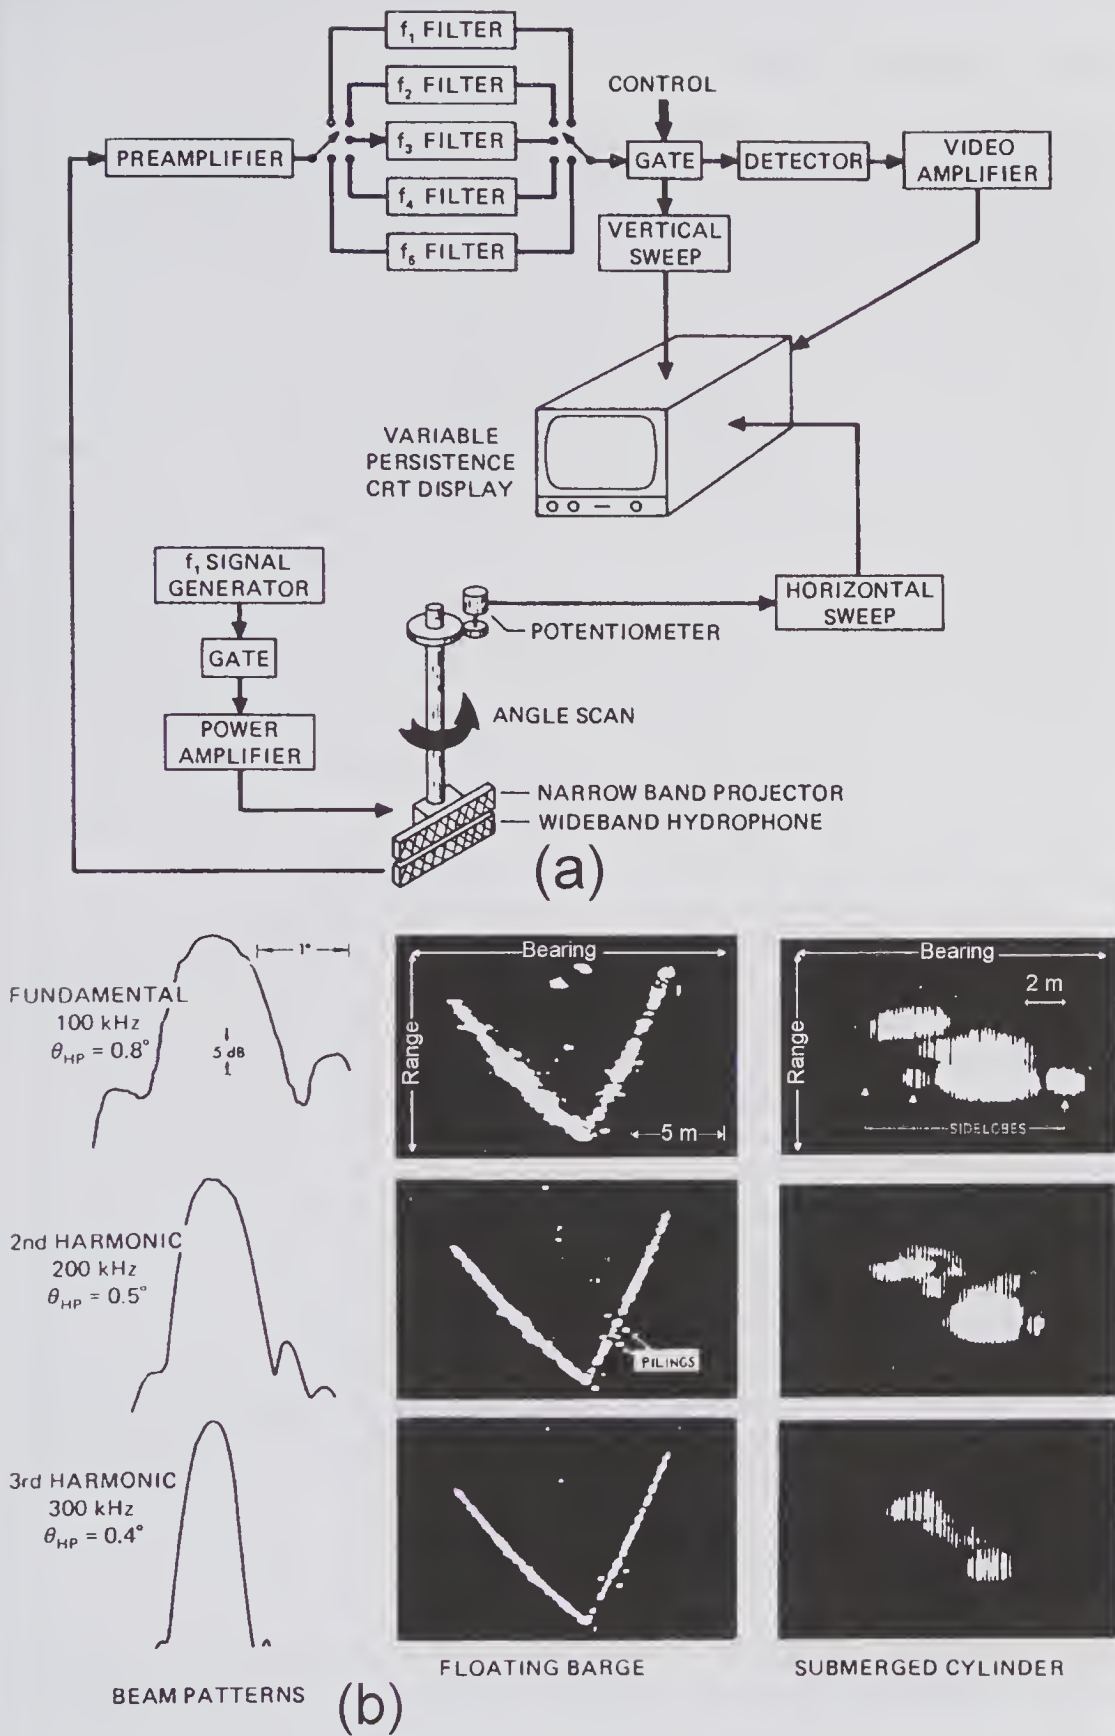 f₁ FILTER
f₂ FILTER
f₃ FILTER
f₄ FILTER
f₅ FILTER
PREAMPLIFIER
CONTROL
GATE
DETECTOR
VIDEO
AMPLIFIER
VERTICAL
SWEEP
VARIABLE
PERSISTENCE
CRT DISPLAY
f₁ SIGNAL
GENERATOR
GATE
POWER
AMPLIFIER
POTENTIOMETER
HORIZONTAL
SWEEP
ANGLE SCAN
NARROW BAND PROJECTOR
WIDEBAND HYDROPHONE
(a)
FUNDAMENTAL
100 kHz
θHP = 0.8°
1°
5 dB
Bearing
Range
5 m
Bearing
Range
2 m
SIDELOBES
2nd HARMONIC
200 kHz
θHP = 0.5°
PILINGS
3rd HARMONIC
300 kHz
θHP = 0.4°
BEAM PATTERNS
FLOATING BARGE
SUBMERGED CYLINDER
(b)